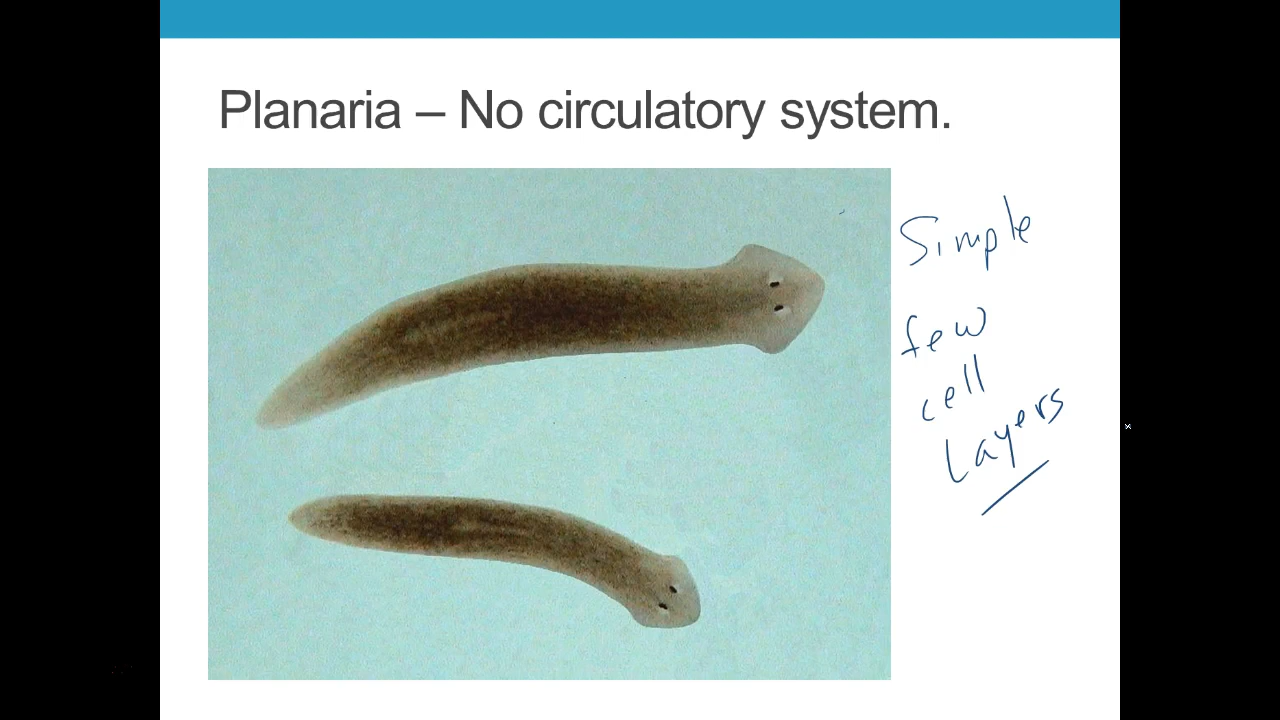 Planaria – No circulatory system.
Simple
few
cell
Layers